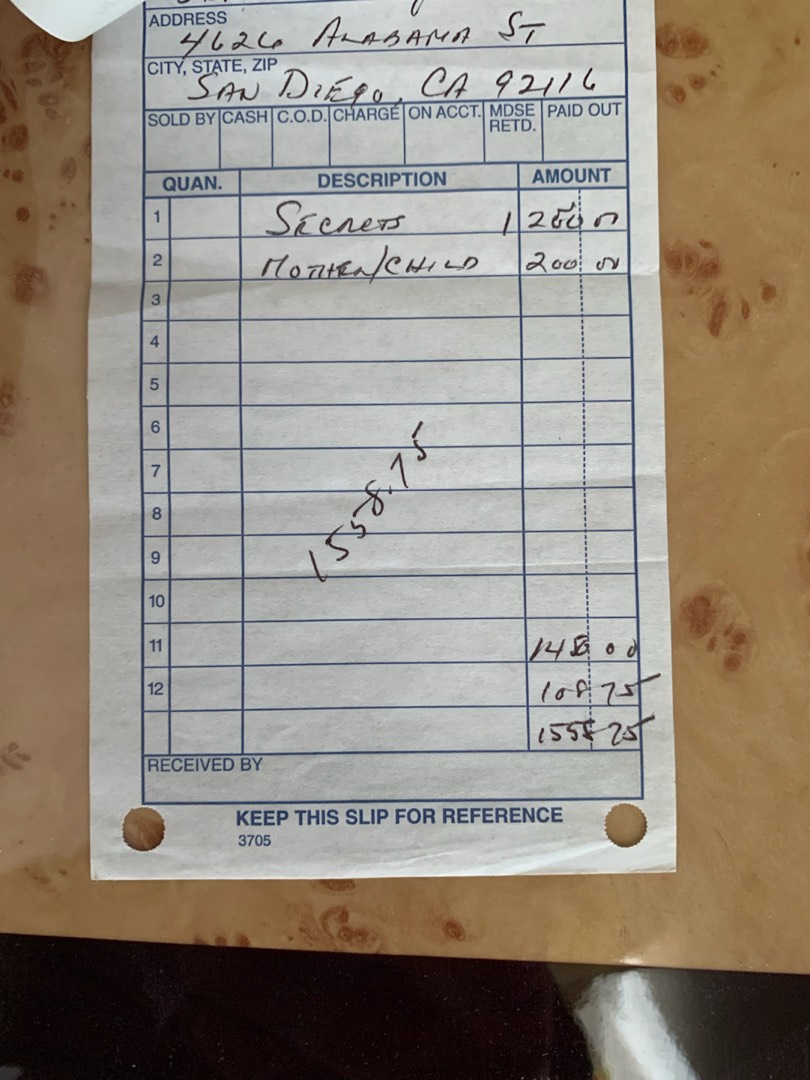 ADDRESS
4626 ALABAMA ST
CITY, STATE, ZIP
SAN DIEGO, CA 92116
SOLD BY CASH C.O.D. CHARGE ON ACCT. MDSE RETD. PAID OUT
QUAN. DESCRIPTION AMOUNT
1 SECRETS 1 250 00
2 MOTHER/CHILD 200 00
3
4
5
6
7
8
9
1558.75
10
11 1450 00
12 108 75
1558 75
RECEIVED BY
KEEP THIS SLIP FOR REFERENCE
3705